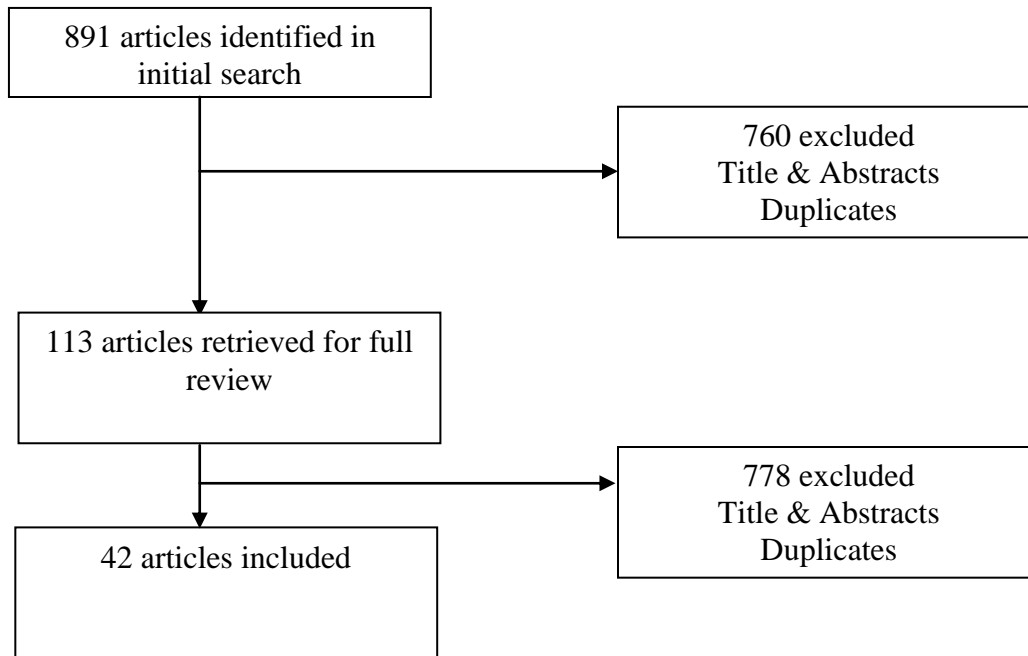 891 articles identified in
initial search
760 excluded
Title & Abstracts
Duplicates
113 articles retrieved for full
review
778 excluded
Title & Abstracts
Duplicates
42 articles included